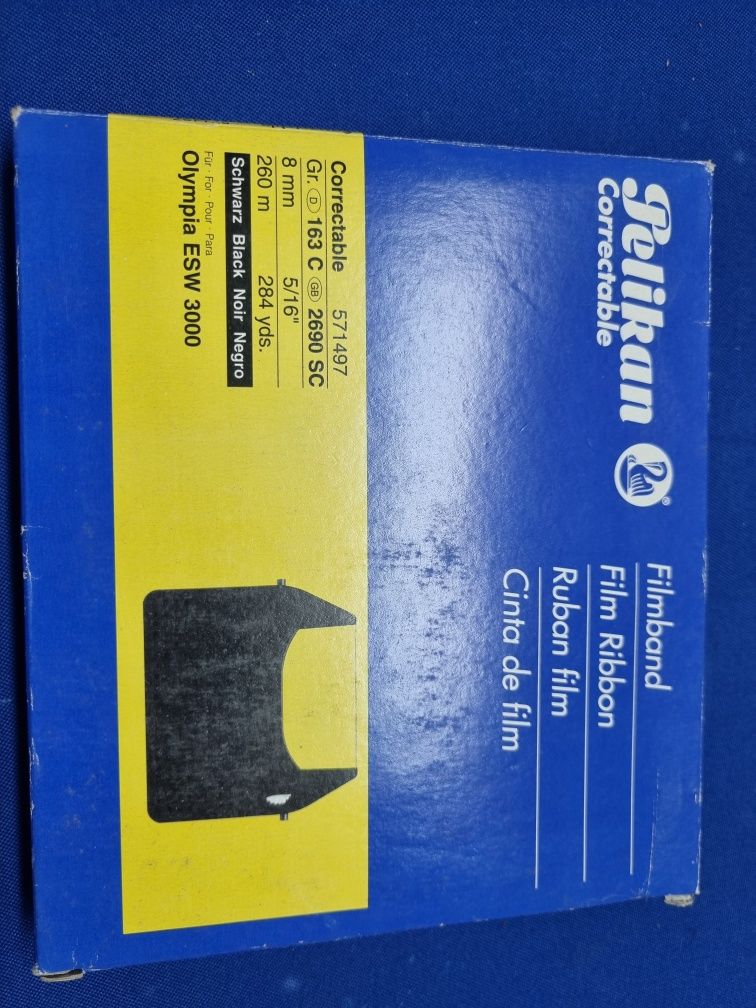 Pelikan
Correctable
Filmband
Film Ribbon
Ruban film
Cinta de film
Correctable 571497
Gr. D 163 C GB 2690 SC
8 mm 5/16"
260 m 284 yds.
Schwarz Black Noir Negro
Für · For · Pour · Para
Olympia ESW 3000